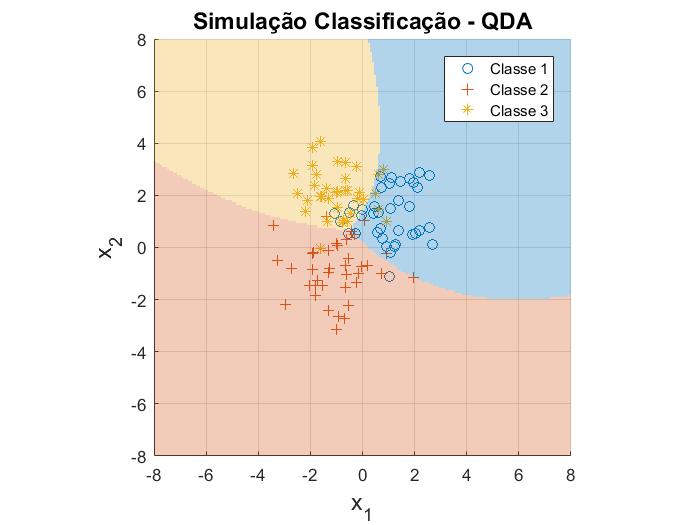 Simulação Classificação - QDA
Classe 1
Classe 2
Classe 3
8
6
4
2
0
-2
-4
-6
-8
x2
-8 -6 -4 -2 0 2 4 6 8
x1